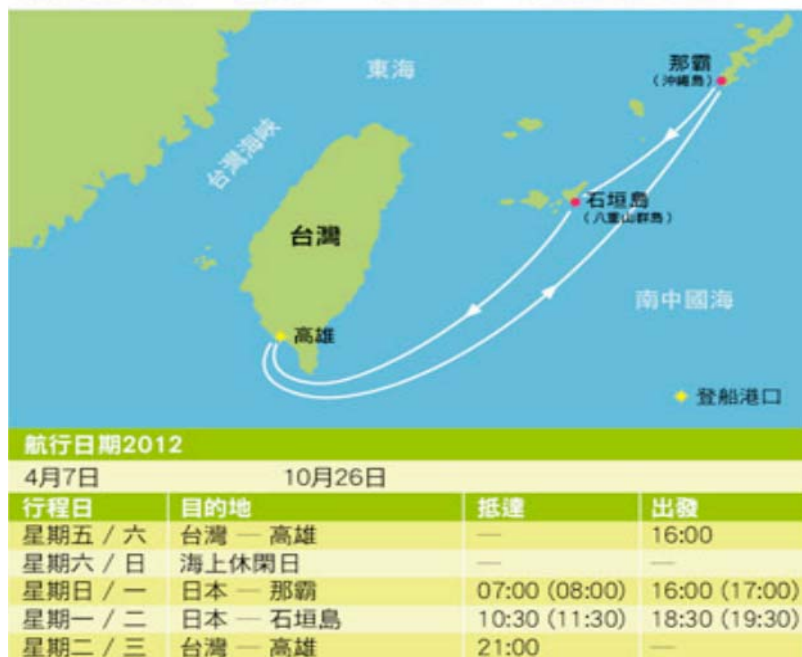 東海
那霸
(沖繩島)
台灣海峽
石垣島
(八重山群島)
台灣
南中國海
高雄
登船港口
航行日期2012
4月7日 10月26日
行程日 目的地 抵達 出發
星期五 / 六 台灣 — 高雄 — 16:00
星期六 / 日 海上休閑日 — —
星期日 / 一 日本 — 那霸 07:00 (08:00) 16:00 (17:00)
星期一 / 二 日本 — 石垣島 10:30 (11:30) 18:30 (19:30)
星期二 / 三 台灣 — 高雄 21:00 —